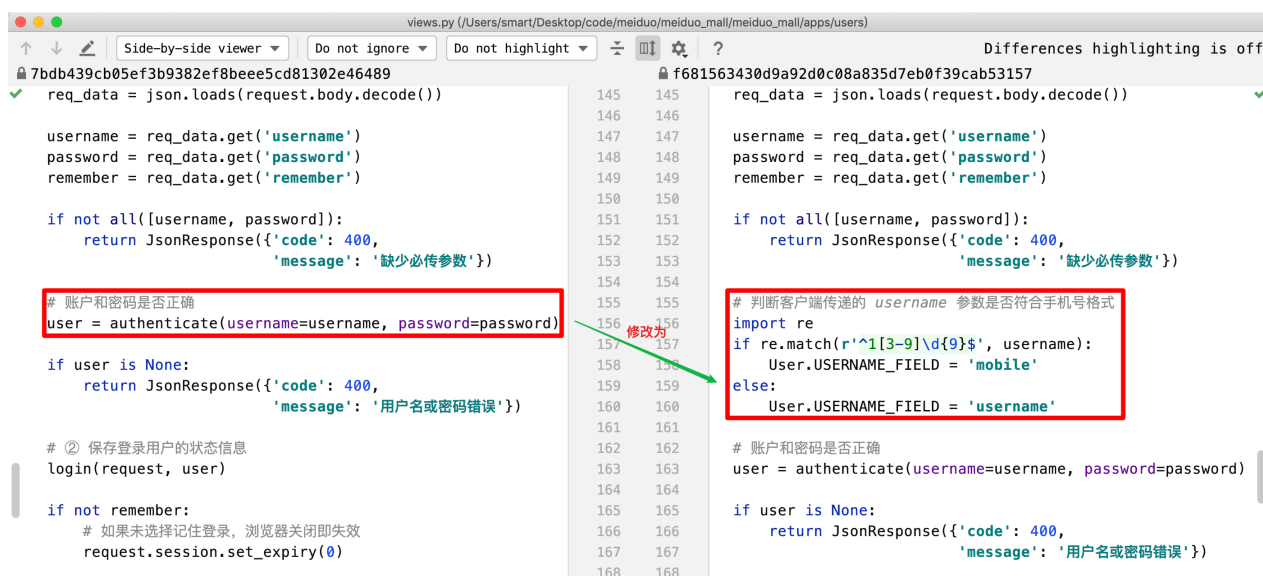 views.py (/Users/smart/Desktop/code/meiduo/meiduo_mall/meiduo_mall/apps/users)
Side-by-side viewer Do not ignore Do not highlight ? Differences highlighting is off
7bdb439cb05ef3b9382ef8beee5cd81302e46489
req_data = json.loads(request.body.decode())
username = req_data.get('username')
password = req_data.get('password')
remember = req_data.get('remember')
if not all([username, password]):
return JsonResponse({'code': 400,
'message': '缺少必传参数'})
# 账户和密码是否正确
user = authenticate(username=username, password=password)
if user is None:
return JsonResponse({'code': 400,
'message': '用户名或密码错误'})
# ② 保存登录用户的状态信息
login(request, user)
if not remember:
# 如果未选择记住登录，浏览器关闭即失效
request.session.set_expiry(0)
145 145
146 146
147 147
148 148
149 149
150 150
151 151
152 152
153 153
154 154
155 155
156 156
修改为
157 157
158 158
159 159
160 160
161 161
162 162
163 163
164 164
165 165
166 166
167 167
168 168
f681563430d9a92d0c08a835d7eb0f39cab53157
req_data = json.loads(request.body.decode())
username = req_data.get('username')
password = req_data.get('password')
remember = req_data.get('remember')
if not all([username, password]):
return JsonResponse({'code': 400,
'message': '缺少必传参数'})
# 判断客户端传递的 username 参数是否符合手机号格式
import re
if re.match(r'^1[3-9]\d{9}$', username):
User.USERNAME_FIELD = 'mobile'
else:
User.USERNAME_FIELD = 'username'
# 账户和密码是否正确
user = authenticate(username=username, password=password)
if user is None:
return JsonResponse({'code': 400,
'message': '用户名或密码错误'})